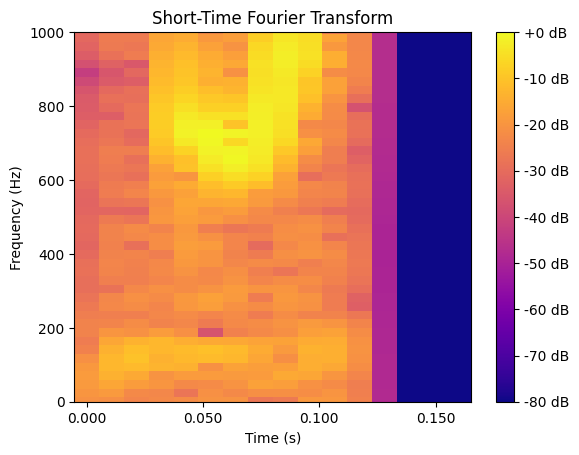 Short-Time Fourier Transform
Frequency (Hz)
1000
800
600
400
200
0
0.000
0.050
0.100
0.150
Time (s)
+0 dB
-10 dB
-20 dB
-30 dB
-40 dB
-50 dB
-60 dB
-70 dB
-80 dB